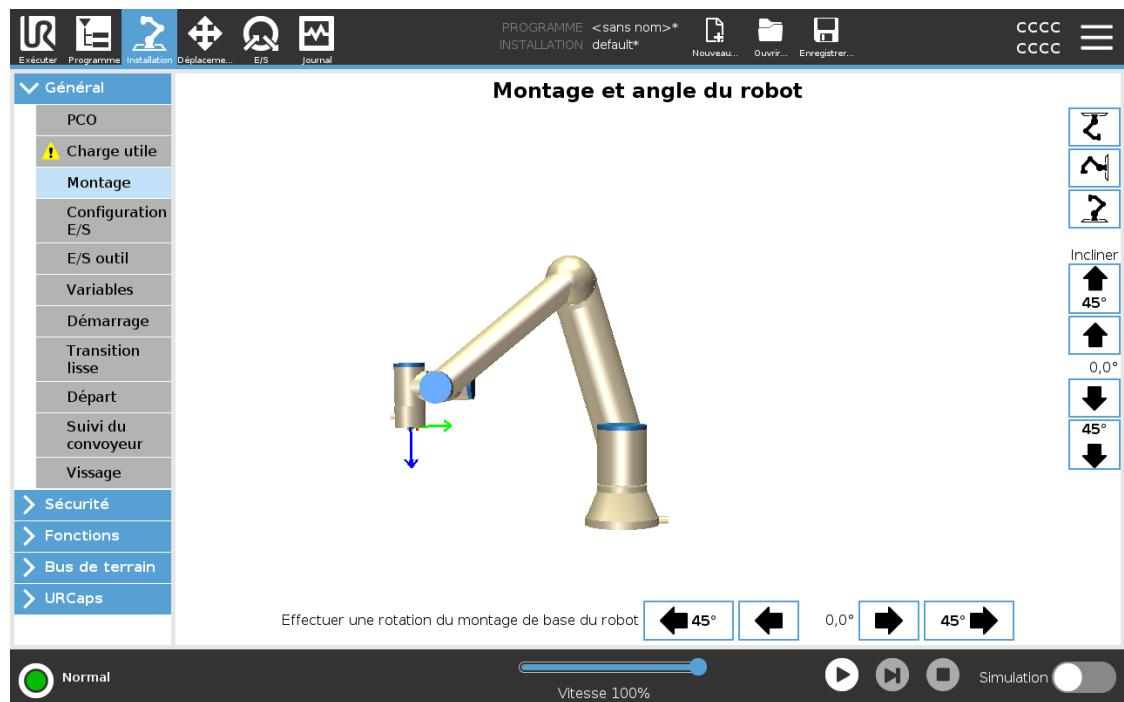 PROGRAMME <sans nom>*
INSTALLATION default*
Exécuter
Programme
Installation
Déplaceme...
E/S
Journal
Nouveau...
Ouvrir...
Enregistrer...
CCCC
CCCC
Général
PCO
Charge utile
Montage
Configuration
E/S
E/S outil
Variables
Démarrage
Transition
lisse
Départ
Suivi du
convoyeur
Vissage
Sécurité
Fonctions
Bus de terrain
URCaps
Montage et angle du robot
Incliner
45°
0,0°
45°
Effectuer une rotation du montage de base du robot 45° 0,0° 45°
Normal
Vitesse 100%
Simulation